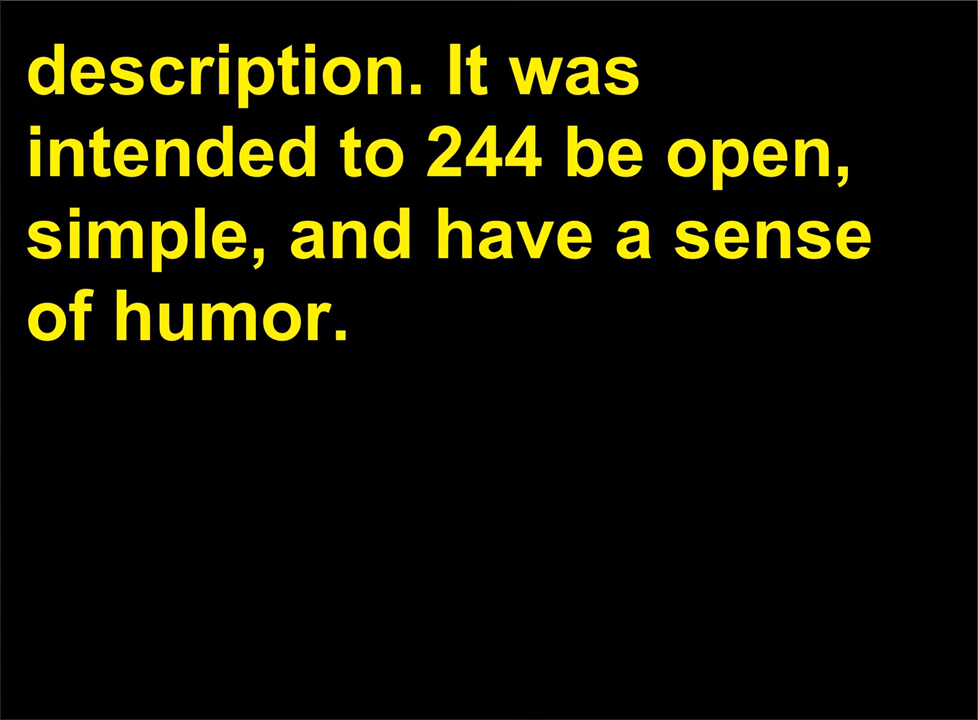 description. It was
intended to 244 be open,
simple, and have a sense
of humor.